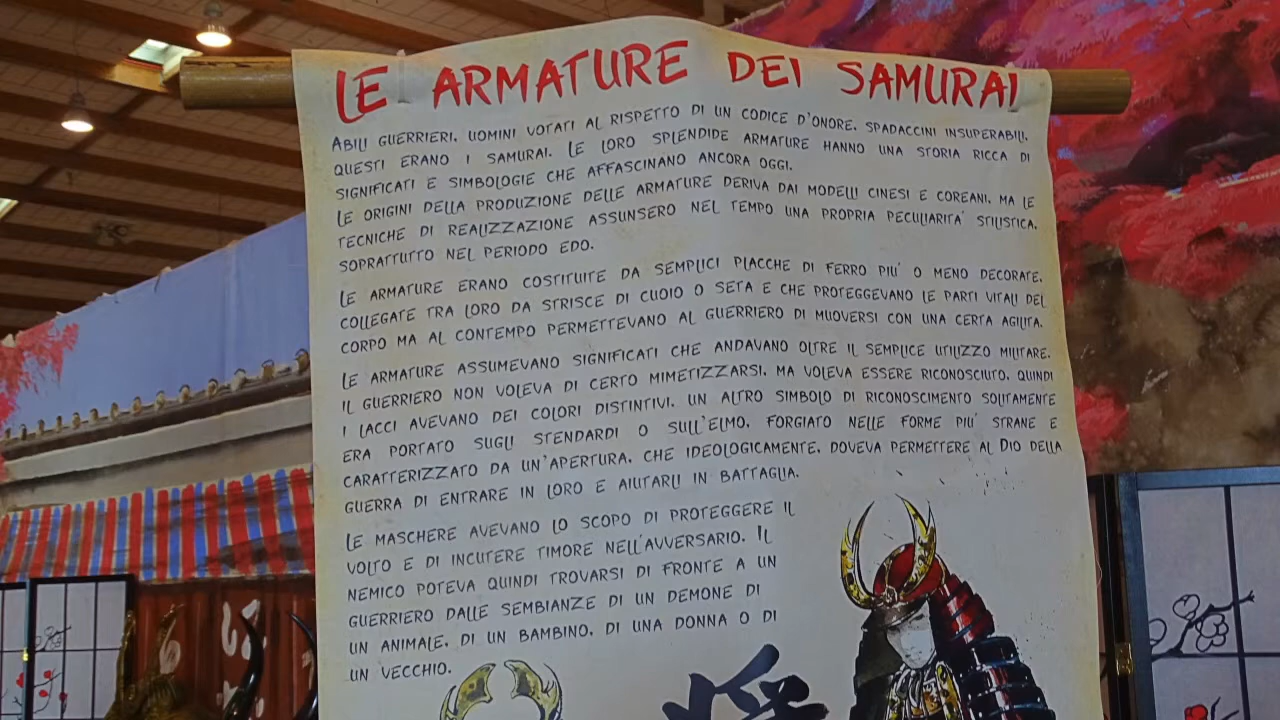 LE ARMATURE DEI SAMURAI
ABILI GUERRIERI, UOMINI VOTATI AL RISPETTO DI UN CODICE D'ONORE, SPADACCINI INSUPERABILI,
QUESTI ERANO I SAMURAI. LE LORO SPLENDIDE ARMATURE HANNO UNA STORIA RICCA DI
SIGNIFICATI E SIMBOLOGIE CHE AFFASCINANO ANCORA OGGI.
LE ORIGINI DELLA PRODUZIONE DELLE ARMATURE DERIVA DAI MODELLI CINESI E COREANI, MA LE
TECNICHE DI REALIZZAZIONE ASSUNSERO NEL TEMPO UNA PROPRIA PECULIARITA' STILISTICA,
SOPRATTUTTO NEL PERIODO EDO.
LE ARMATURE ERANO COSTITUITE DA SEMPLICI PLACCHE DI FERRO PIU' O MENO DECORATE,
COLLEGATE TRA LORO DA STRISCE DI CUOIO O SETA E CHE PROTEGGEVANO LE PARTI VITALI DEL
CORPO MA AL CONTEMPO PERMETTEVANO AL GUERRIERO DI MUOVERSI CON UNA CERTA AGILITA.
LE ARMATURE ASSUMEVANO SIGNIFICATI CHE ANDAVANO OLTRE IL SEMPLICE UTILIZZO MILITARE.
IL GUERRIERO NON VOLEVA DI CERTO MIMETIZZARSI, MA VOLEVA ESSERE RICONOSCIUTO, QUINDI
I LACCI AVEVANO DEI COLORI DISTINTIVI. UN ALTRO SIMBOLO DI RICONOSCIMENTO SOLITAMENTE
ERA PORTATO SUGLI STENDARDI O SULL'ELMO, FORGIATO NELLE FORME PIU' STRANE E
CARATTERIZZATO DA UN'APERTURA, CHE IDEOLOGICAMENTE, DOVEVA PERMETTERE AL DIO DELLA
GUERRA DI ENTRARE IN LORO E AIUTARLI IN BATTAGLIA.
LE MASCHERE AVEVANO LO SCOPO DI PROTEGGERE IL
VOLTO E DI INCUTERE TIMORE NELL'AVVERSARIO. IL
NEMICO POTEVA QUINDI TROVARSI DI FRONTE A UN
GUERRIERO DALLE SEMBIANZE DI UN DEMONE DI
UN ANIMALE, DI UN BAMBINO, DI UNA DONNA O DI
UN VECCHIO.